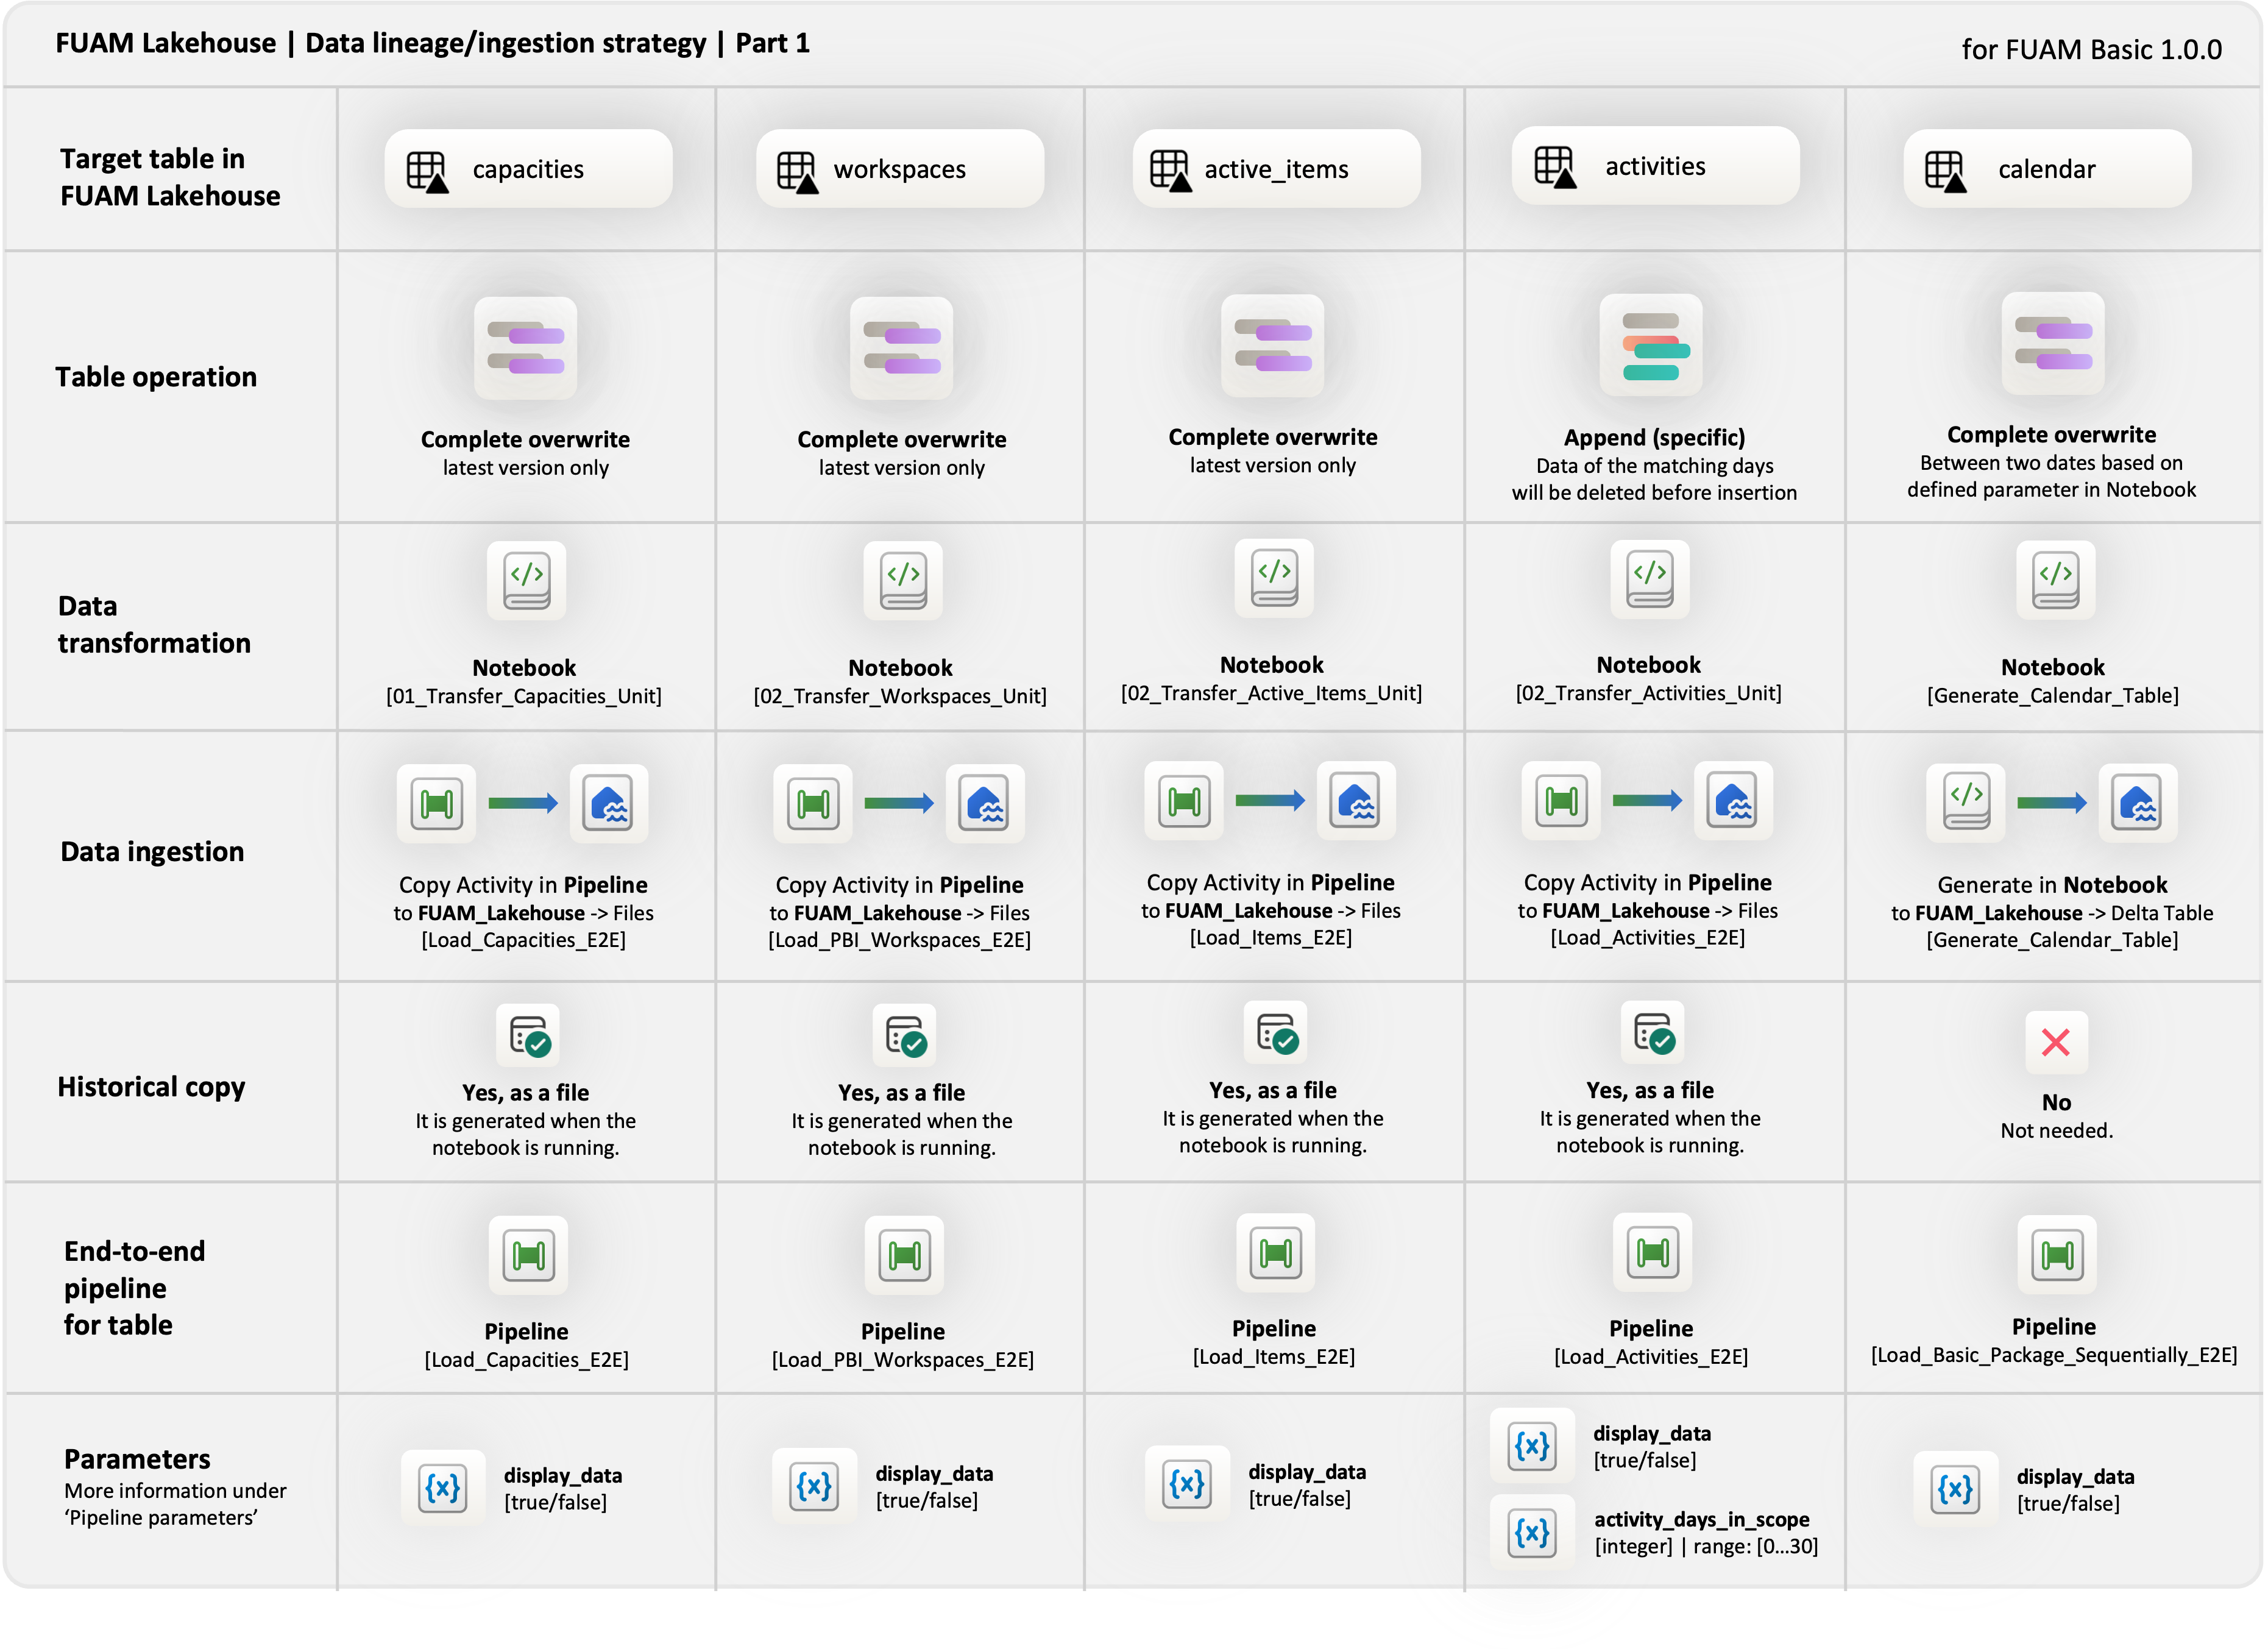 FUAM Lakehouse | Data lineage/ingestion strategy | Part 1
for FUAM Basic 1.0.0
Target table in
FUAM Lakehouse
capacities
workspaces
active_items
activities
calendar
Table operation
Complete overwrite
latest version only
Complete overwrite
latest version only
Complete overwrite
latest version only
Append (specific)
Data of the matching days
will be deleted before insertion
Complete overwrite
Between two dates based on
defined parameter in Notebook
Data
transformation
Notebook
[01_Transfer_Capacities_Unit]
Notebook
[02_Transfer_Workspaces_Unit]
Notebook
[02_Transfer_Active_Items_Unit]
Notebook
[02_Transfer_Activities_Unit]
Notebook
[Generate_Calendar_Table]
Data ingestion
Copy Activity in Pipeline
to FUAM_Lakehouse -> Files
[Load_Capacities_E2E]
Copy Activity in Pipeline
to FUAM_Lakehouse -> Files
[Load_PBI_Workspaces_E2E]
Copy Activity in Pipeline
to FUAM_Lakehouse -> Files
[Load_Items_E2E]
Copy Activity in Pipeline
to FUAM_Lakehouse -> Files
[Load_Activities_E2E]
Generate in Notebook
to FUAM_Lakehouse -> Delta Table
[Generate_Calendar_Table]
Historical copy
Yes, as a file
It is generated when the
notebook is running.
Yes, as a file
It is generated when the
notebook is running.
Yes, as a file
It is generated when the
notebook is running.
Yes, as a file
It is generated when the
notebook is running.
No
Not needed.
End-to-end
pipeline
for table
Pipeline
[Load_Capacities_E2E]
Pipeline
[Load_PBI_Workspaces_E2E]
Pipeline
[Load_Items_E2E]
Pipeline
[Load_Activities_E2E]
Pipeline
[Load_Basic_Package_Sequentially_E2E]
Parameters
More information under
‘Pipeline parameters’
display_data
[true/false]
display_data
[true/false]
display_data
[true/false]
display_data
[true/false]
activity_days_in_scope
[integer] | range: [0...30]
display_data
[true/false]